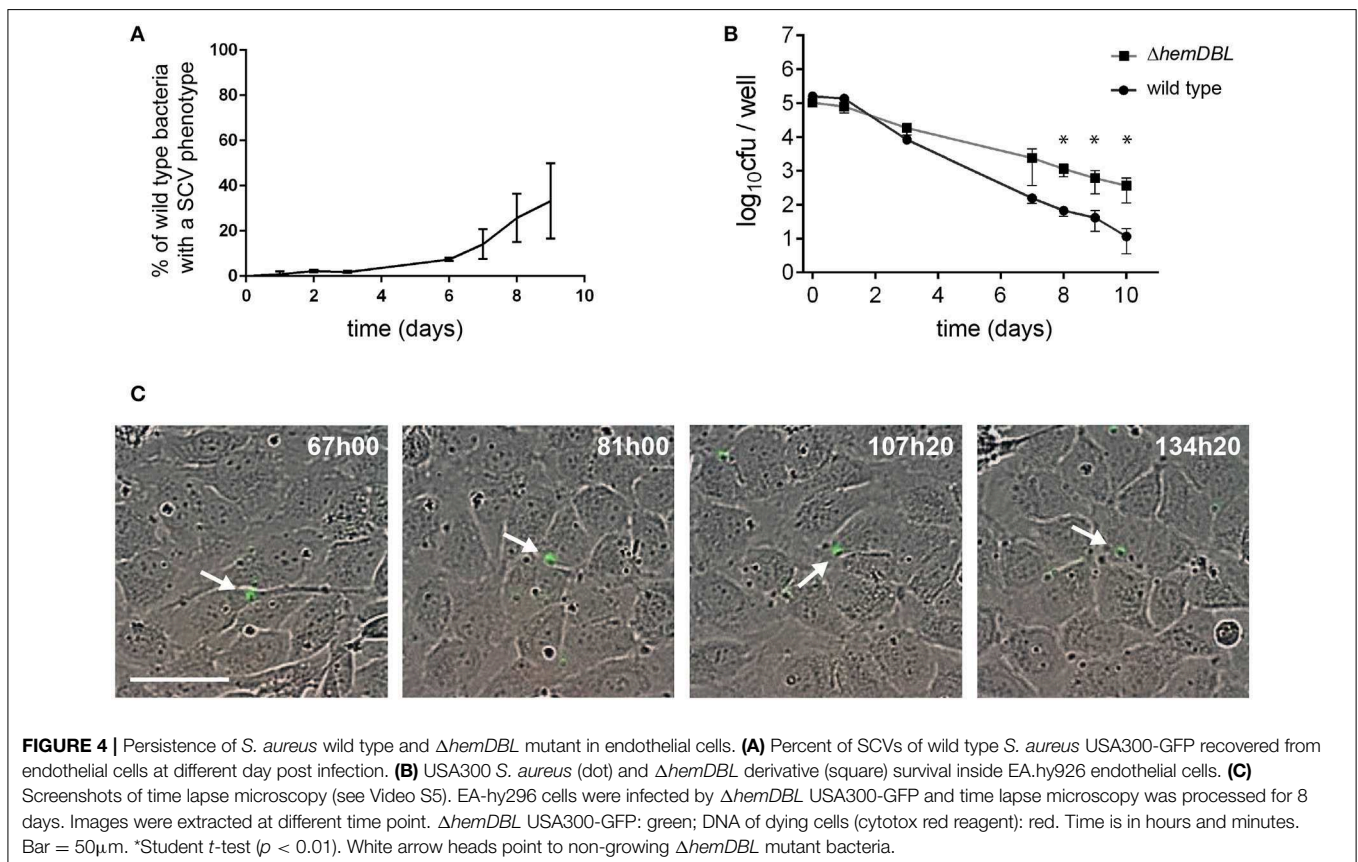 A
100
80
60
40
20
0
% of wild type bacteria
with a SCV phenotype
0 2 4 6 8 10
time (days)
B
7
6
5
4
3
2
1
0
log10cfu / well
ΔhemDBL
wild type
* * *
0 2 4 6 8 10
time (days)
C
67h00
81h00
107h20
134h20
FIGURE 4 | Persistence of S. aureus wild type and ΔhemDBL mutant in endothelial cells. (A) Percent of SCVs of wild type S. aureus USA300-GFP recovered from
endothelial cells at different day post infection. (B) USA300 S. aureus (dot) and ΔhemDBL derivative (square) survival inside EA.hy926 endothelial cells. (C)
Screenshots of time lapse microscopy (see Video S5). EA-hy296 cells were infected by ΔhemDBL USA300-GFP and time lapse microscopy was processed for 8
days. Images were extracted at different time point. ΔhemDBL USA300-GFP: green; DNA of dying cells (cytotox red reagent): red. Time is in hours and minutes.
Bar = 50μm. *Student t-test (p < 0.01). White arrow heads point to non-growing ΔhemDBL mutant bacteria.